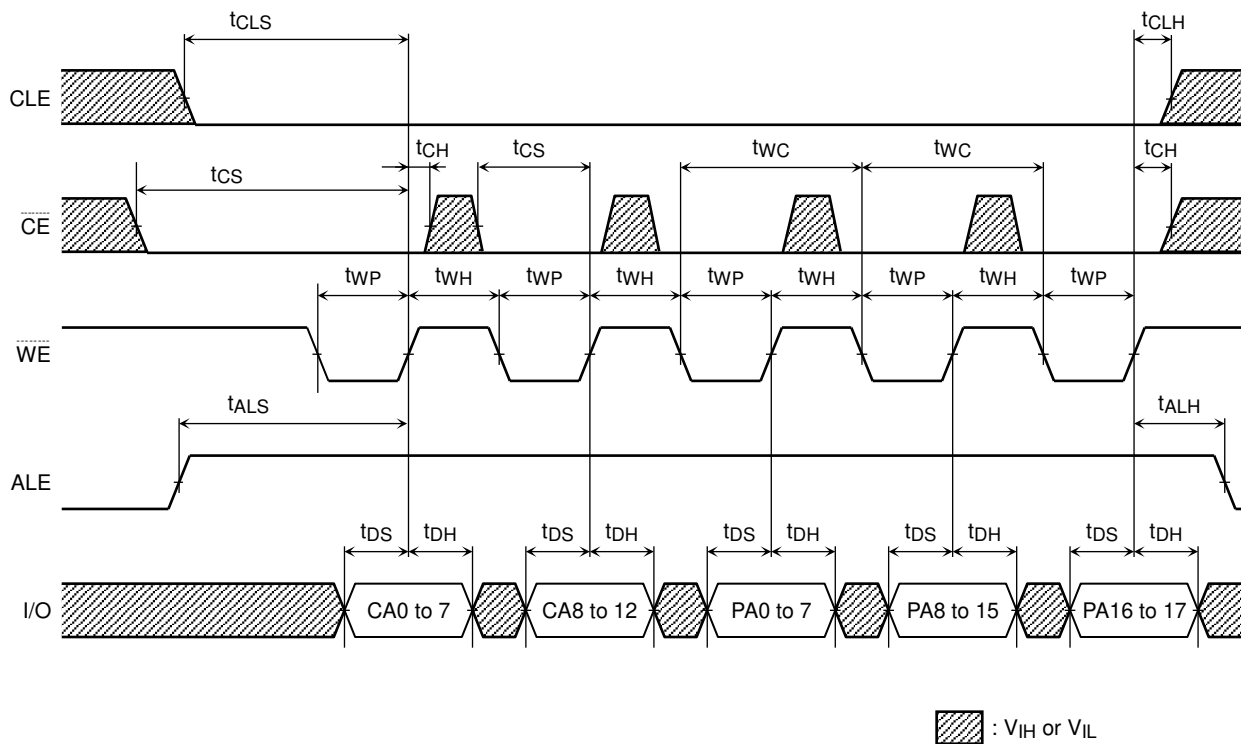 tCLS tCLH
CLE
tCH tCS tWC tWC tCH
tCS
CE
tWP tWH tWP tWH tWP tWH tWP tWH tWP
WE
tALS tALH
ALE
tDS tDH tDS tDH tDS tDH tDS tDH tDS tDH
I/O CA0 to 7 CA8 to 12 PA0 to 7 PA8 to 15 PA16 to 17
: VIH or VIL